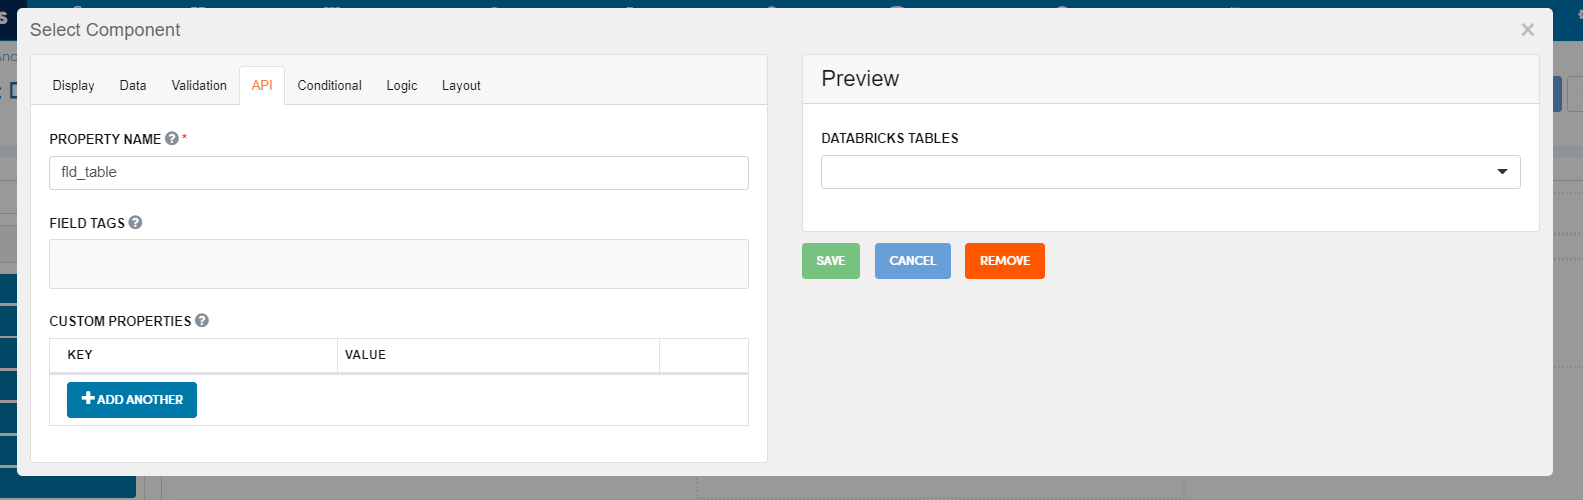 Select Component
×
Display Data Validation API Conditional Logic Layout
PROPERTY NAME ? *
fld_table
FIELD TAGS ?
CUSTOM PROPERTIES ?
KEY VALUE
+ ADD ANOTHER
Preview
DATABRICKS TABLES
SAVE CANCEL REMOVE